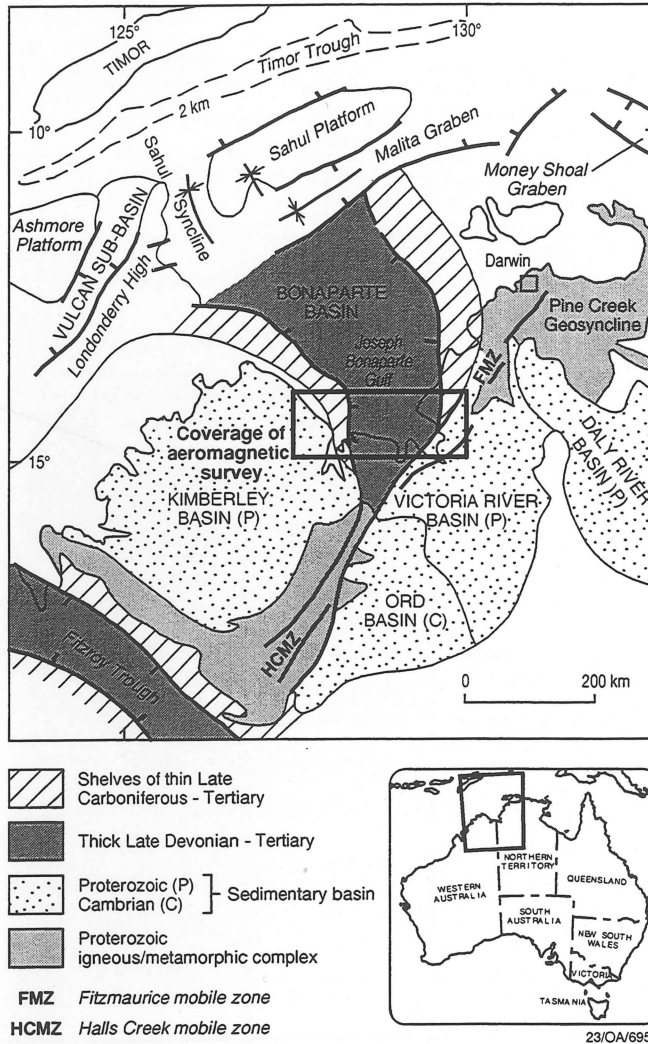 125°
130°
TIMOR
Timor Trough
2 km
10°
Sahul Platform
Malita Graben
Sahul
Syncline
Money Shoal
Graben
Ashmore
Platform
VULCAN SUB-BASIN
Londonderry High
Darwin
BONAPARTE
BASIN
Pine Creek
Geosyncline
Joseph
Bonaparte
Gulf
FMZ
Coverage of
aeromagnetic
survey
15°
KIMBERLEY
BASIN (P)
VICTORIA RIVER
BASIN (P)
DALY RIVER
BASIN (P)
ORD
BASIN (C)
HCMZ
Fitzroy Trough
0 200 km
Shelves of thin Late
Carboniferous - Tertiary
Thick Late Devonian - Tertiary
Proterozoic (P)
Cambrian (C)
Sedimentary basin
Proterozoic
igneous/metamorphic complex
FMZ Fitzmaurice mobile zone
HCMZ Halls Creek mobile zone
NORTHERN
TERRITORY
WESTERN
AUSTRALIA
QUEENSLAND
SOUTH
AUSTRALIA
NEW SOUTH
WALES
VICTORIA
TASMANIA
23/OA/695